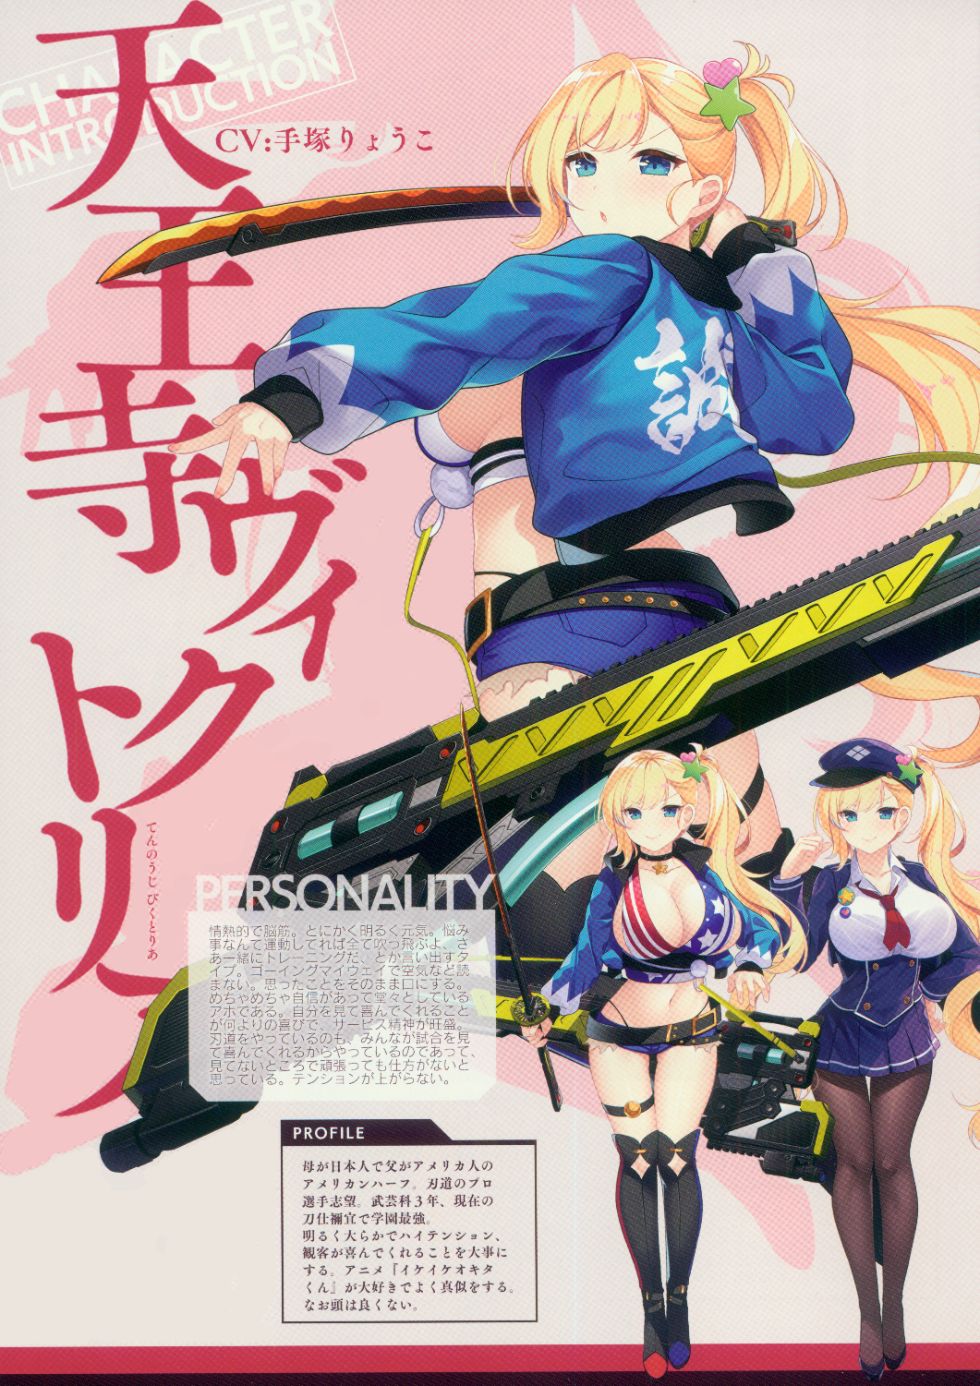 CHARACTER
INTRODUCTION
天王寺ヴィクトリア
CV:手塚りょうこ
てんのうじ びくとりあ
誠
PERSONALITY
情熱的で脳筋。とにかく明るく元気。悩み
事なんて運動してれば全て吹っ飛ぶよ、さ
あ一緒にトレーニングだ、とか言い出すタ
イプ。ゴーイングマイウェイで空気など読
まない。思ったことをそのまま口にする。
めちゃめちゃ自信があって堂々としている
アホである。自分を見て喜んでくれること
が何よりの喜びで、サービス精神が旺盛。
刃道をやっているのも、みんなが試合を見
て喜んでくれるからやっているのであって、
見てないところで頑張っても仕方がないと
思っている。テンションが上がらない。
PROFILE
母が日本人で父がアメリカ人の
アメリカンハーフ。刃道のプロ
選手志望。武芸科3年、現在の
刀仕禰宜で学園最強。
明るく大らかでハイテンション、
観客が喜んでくれることを大事に
する。アニメ『イケイケオキタ
くん』が大好きでよく真似をする。
なお頭は良くない。